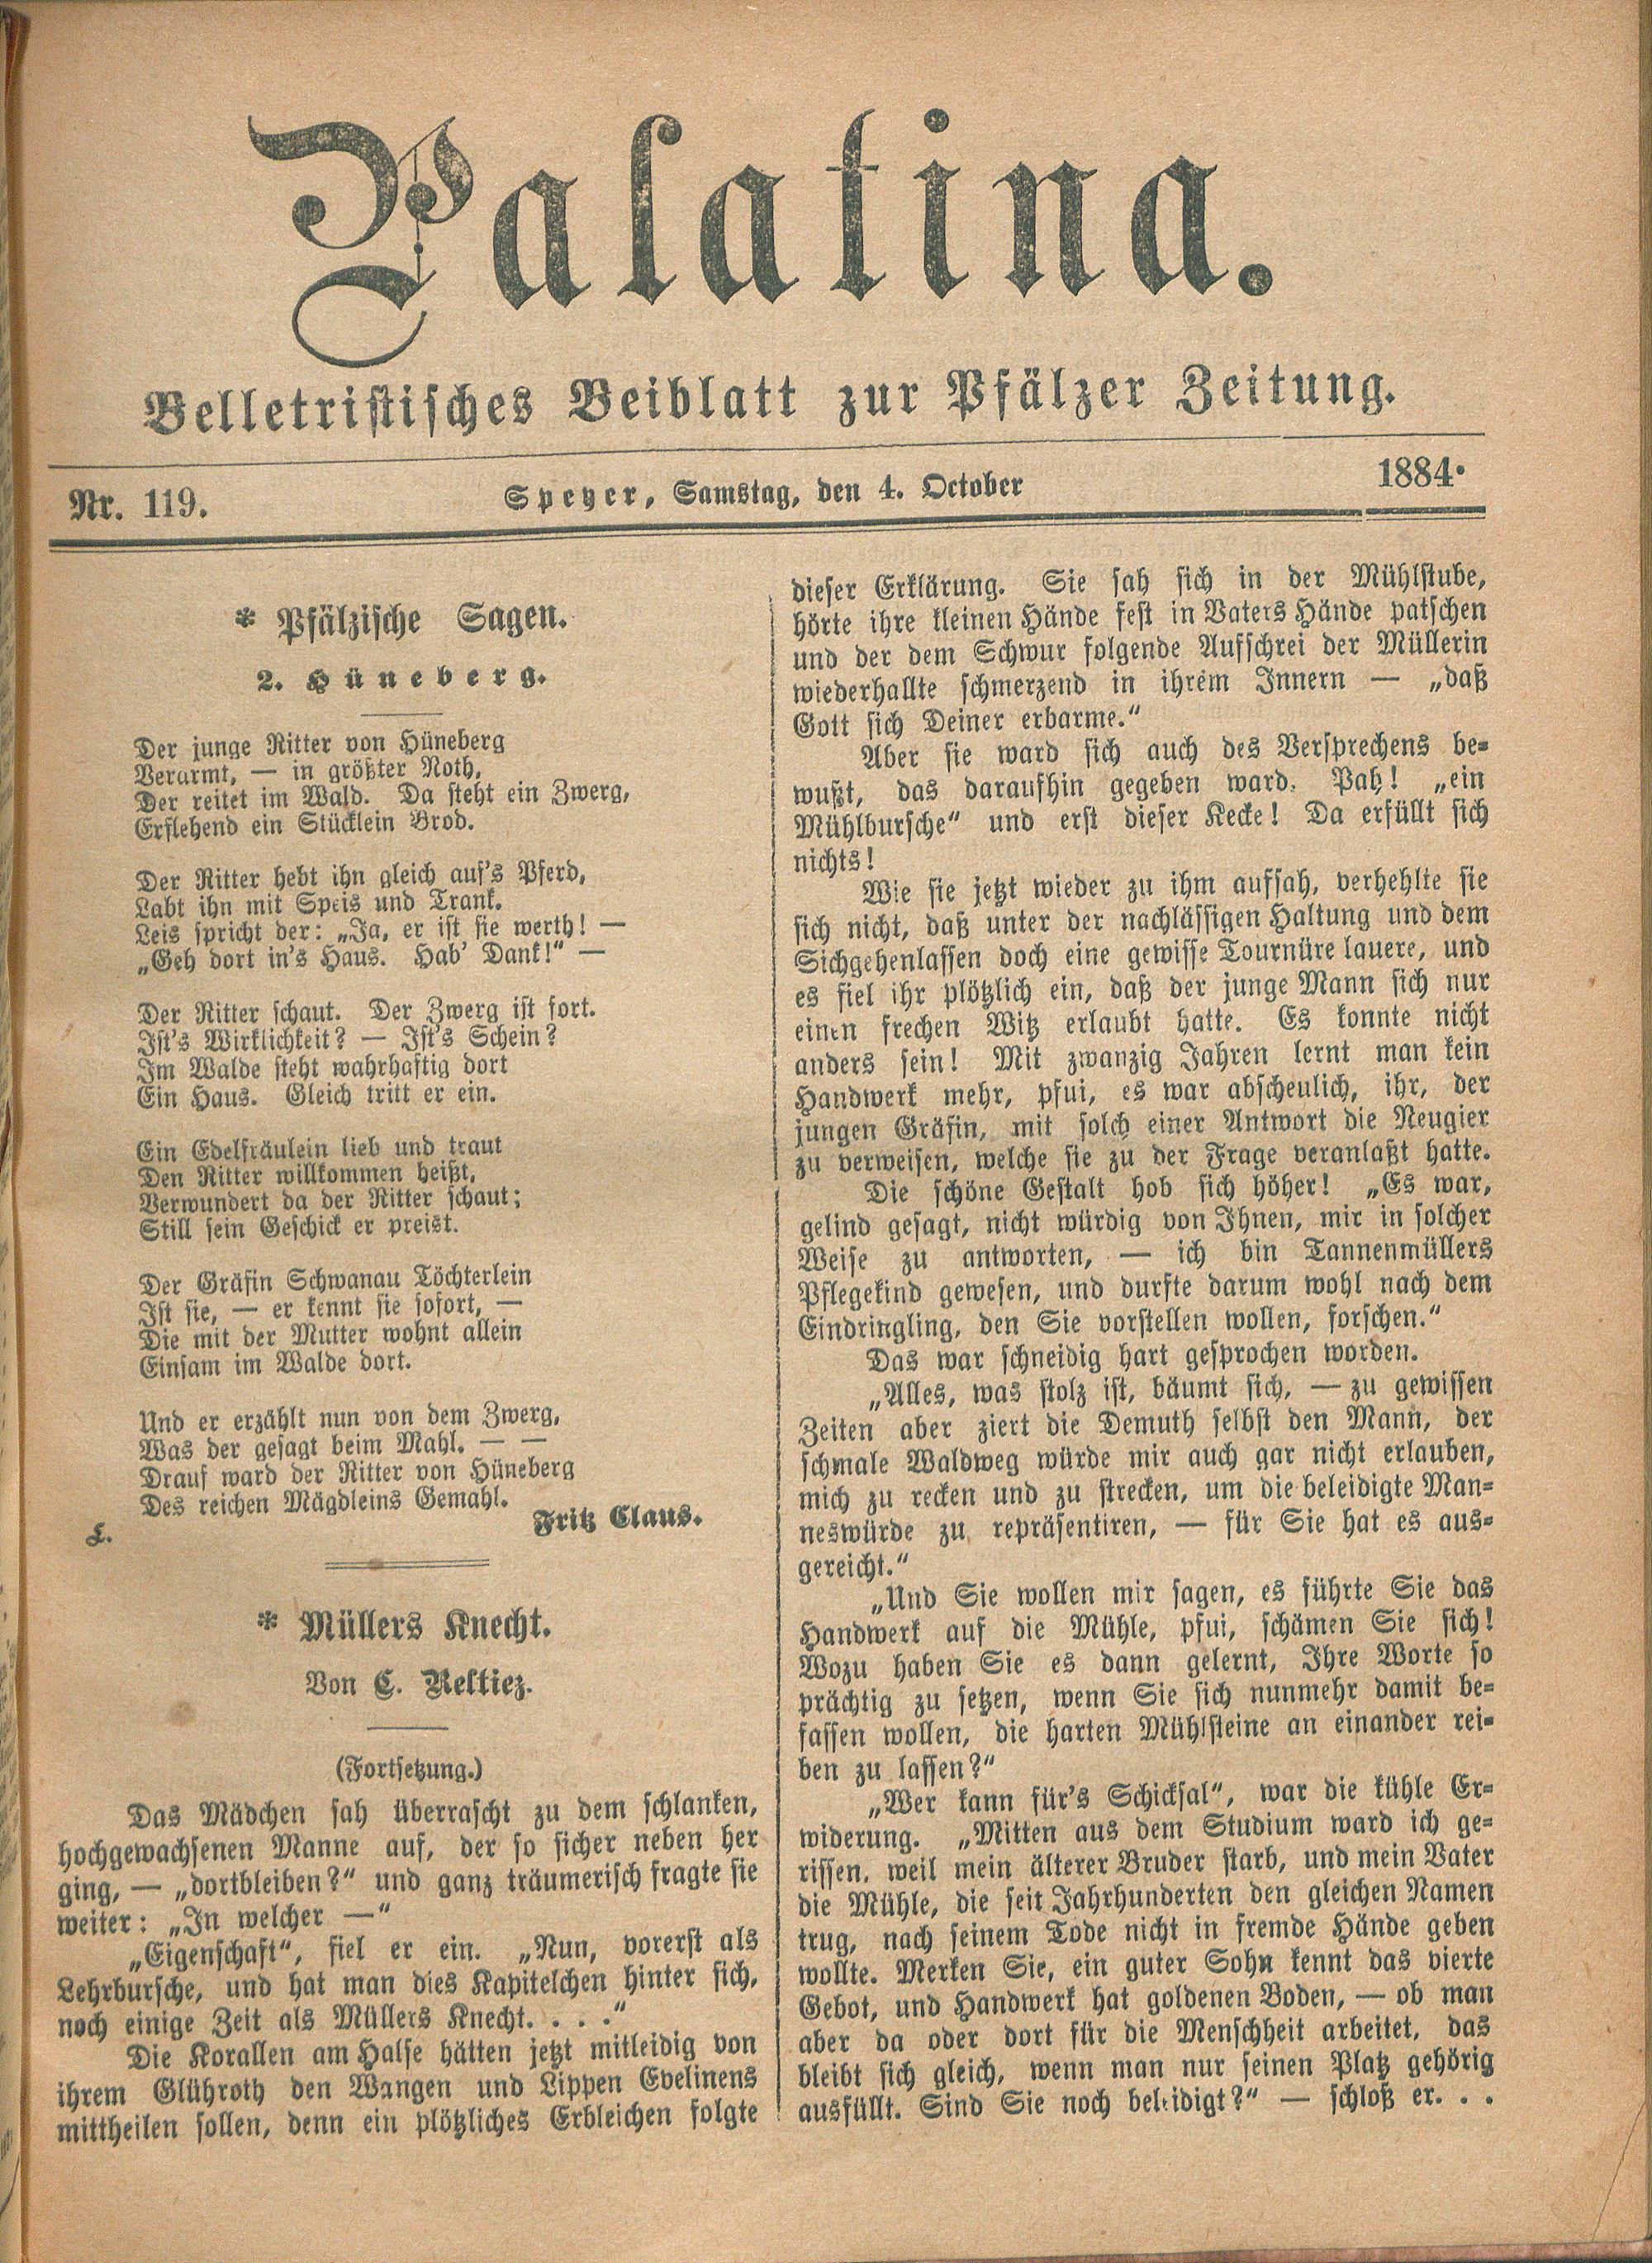 Palatina.
Belletristisches Beiblatt zur Pfälzer Zeitung.
Nr. 119. Speyer, Samstag, den 4. October 1884.
* Pfälzische Sagen.
2. Hüneberg.
Der junge Ritter von Hüneberg
Verarmt, — in größter Noth,
Der reitet im Wald. Da steht ein Zwerg,
Erflehend ein Stücklein Brod.
Der Ritter hebt ihn gleich auf's Pferd,
Labt ihn mit Speis und Trank.
Leis spricht der: „Ja, er ist sie werth! —
„Geh dort in's Haus. Hab' Dank!“ —
Der Ritter schaut. Der Zwerg ist fort.
Ist's Wirklichkeit? — Ist's Schein?
Im Walde steht wahrhaftig dort
Ein Haus. Gleich tritt er ein.
Ein Edelfräulein lieb und traut
Den Ritter willkommen heißt,
Verwundert da der Ritter schaut;
Still sein Geschick er preist.
Der Gräfin Schwanau Töchterlein
Ist sie, — er kennt sie sofort, —
Die mit der Mutter wohnt allein
Einsam im Walde dort.
Und er erzählt nun von dem Zwerg,
Was der gesagt beim Mahl. — —
Drauf ward der Ritter von Hüneberg
Des reichen Mägdleins Gemahl.
L. Fritz Claus.
* Müllers Knecht.
Von C. Reltiez.
(Fortsetzung.)
Das Mädchen sah überrascht zu dem schlanken,
hochgewachsenen Manne auf, der so sicher neben her
ging, — „dortbleiben?“ und ganz träumerisch fragte sie
weiter: „In welcher —“
„Eigenschaft“, fiel er ein. „Nun, vorerst als
Lehrbursche, und hat man dies Kapitelchen hinter sich,
noch einige Zeit als Müllers Knecht. . . .“
Die Korallen am Halse hätten jetzt mitleidig von
ihrem Glühroth den Wangen und Lippen Evelinens
mittheilen sollen, denn ein plötzliches Erbleichen folgte
dieser Erklärung. Sie sah sich in der Mühlstube,
hörte ihre kleinen Hände fest in Vaters Hände patschen
und der dem Schwur folgende Aufschrei der Müllerin
wiederhallte schmerzend in ihrem Innern — „daß
Gott sich Deiner erbarme.“
Aber sie ward sich auch des Versprechens be-
wußt, das daraufhin gegeben ward. Pah! „ein
Mühlbursche“ und erst dieser Kecke! Da erfüllt sich
nichts!
Wie sie jetzt wieder zu ihm aufsah, verhehlte sie
sich nicht, daß unter der nachlässigen Haltung und dem
Sichgehenlassen doch eine gewisse Tournüre lauere, und
es fiel ihr plötzlich ein, daß der junge Mann sich nur
einen frechen Witz erlaubt hatte. Es konnte nicht
anders sein! Mit zwanzig Jahren lernt man kein
Handwerk mehr, pfui, es war abscheulich, ihr, der
jungen Gräfin, mit solch einer Antwort die Neugier
zu verweisen, welche sie zu der Frage veranlaßt hatte.
Die schöne Gestalt hob sich höher! „Es war,
gelind gesagt, nicht würdig von Ihnen, mir in solcher
Weise zu antworten, — ich bin Tannenmüllers
Pflegekind gewesen, und durfte darum wohl nach dem
Eindringling, den Sie vorstellen wollen, forschen.“
Das war schneidig hart gesprochen worden.
„Alles, was stolz ist, bäumt sich, — zu gewissen
Zeiten aber ziert die Demuth selbst den Mann, der
schmale Waldweg würde mir auch gar nicht erlauben,
mich zu recken und zu strecken, um die beleidigte Man-
neswürde zu repräsentiren, — für Sie hat es aus-
gereicht.“
„Und Sie wollen mir sagen, es führte Sie das
Handwerk auf die Mühle, pfui, schämen Sie sich!
Wozu haben Sie es dann gelernt, Ihre Worte so
prächtig zu setzen, wenn Sie sich nunmehr damit be-
fassen wollen, die harten Mühlsteine an einander rei-
ben zu lassen?“
„Wer kann für's Schicksal“, war die kühle Er-
widerung. „Mitten aus dem Studium ward ich ge-
rissen, weil mein älterer Bruder starb, und mein Vater
die Mühle, die seit Jahrhunderten den gleichen Namen
trug, nach seinem Tode nicht in fremde Hände geben
wollte. Merken Sie, ein guter Sohn kennt das vierte
Gebot, und Handwerk hat goldenen Boden, — ob man
aber da oder dort für die Menschheit arbeitet, das
bleibt sich gleich, wenn man nur seinen Platz gehörig
ausfüllt. Sind Sie noch beleidigt?“ — schloß er. . .